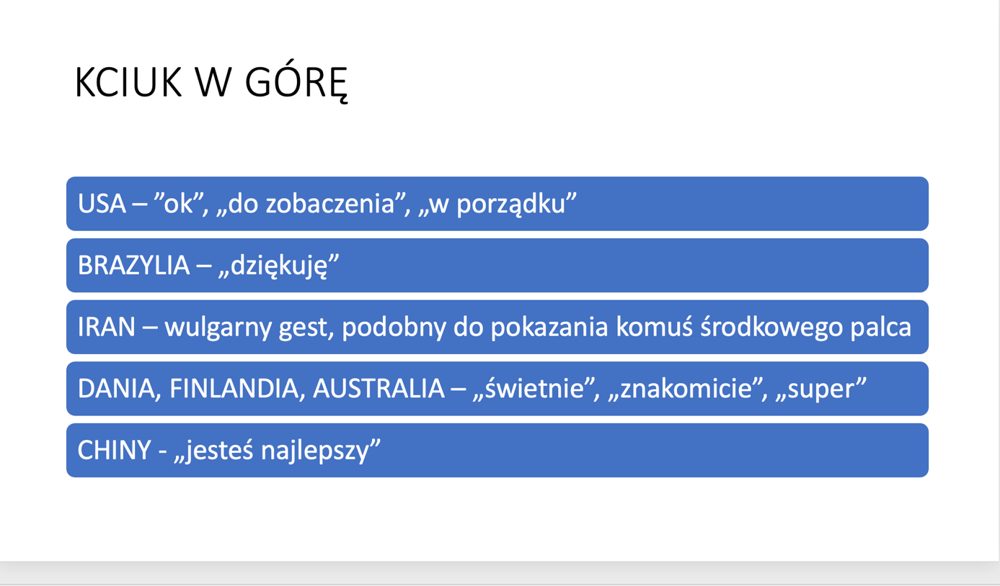 KCIUK W GÓRĘ
USA – ”ok”, „do zobaczenia”, „w porządku”
BRAZYLIA – „dziękuję”
IRAN – wulgarny gest, podobny do pokazania komuś środkowego palca
DANIA, FINLANDIA, AUSTRALIA – „świetnie”, „znakomicie”, „super”
CHINY - „jesteś najlepszy”